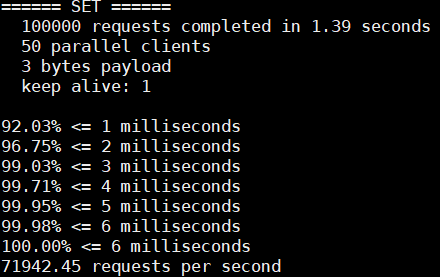 ====== SET ======
100000 requests completed in 1.39 seconds
50 parallel clients
3 bytes payload
keep alive: 1
92.03% <= 1 milliseconds
96.75% <= 2 milliseconds
99.03% <= 3 milliseconds
99.71% <= 4 milliseconds
99.95% <= 5 milliseconds
99.98% <= 6 milliseconds
100.00% <= 6 milliseconds
71942.45 requests per second